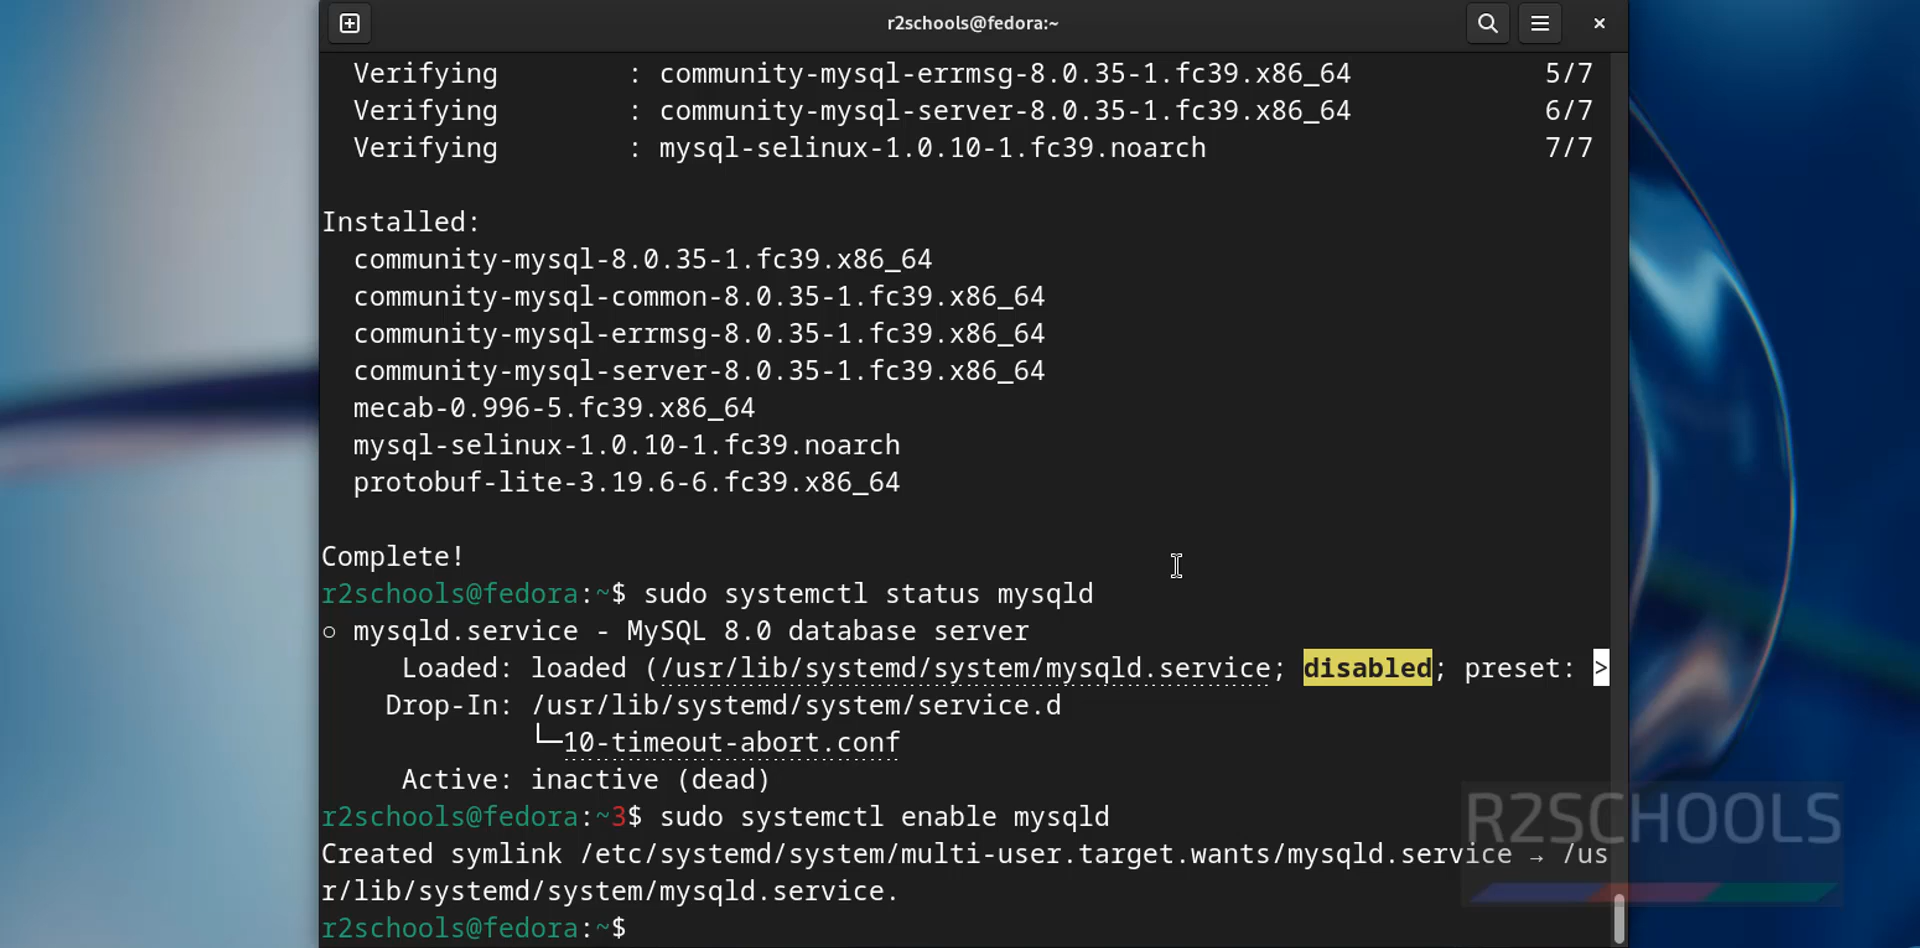 r2schools@fedora:~
Verifying : community-mysql-errmsg-8.0.35-1.fc39.x86_64 5/7
Verifying : community-mysql-server-8.0.35-1.fc39.x86_64 6/7
Verifying : mysql-selinux-1.0.10-1.fc39.noarch 7/7
Installed:
community-mysql-8.0.35-1.fc39.x86_64
community-mysql-common-8.0.35-1.fc39.x86_64
community-mysql-errmsg-8.0.35-1.fc39.x86_64
community-mysql-server-8.0.35-1.fc39.x86_64
mecab-0.996-5.fc39.x86_64
mysql-selinux-1.0.10-1.fc39.noarch
protobuf-lite-3.19.6-6.fc39.x86_64
Complete!
r2schools@fedora:~$ sudo systemctl status mysqld
○ mysqld.service - MySQL 8.0 database server
Loaded: loaded (/usr/lib/systemd/system/mysqld.service; disabled; preset: >
Drop-In: /usr/lib/systemd/system/service.d
└─10-timeout-abort.conf
Active: inactive (dead)
r2schools@fedora:~3$ sudo systemctl enable mysqld
Created symlink /etc/systemd/system/multi-user.target.wants/mysqld.service → /us
r/lib/systemd/system/mysqld.service.
r2schools@fedora:~$
R2SCHOOLS